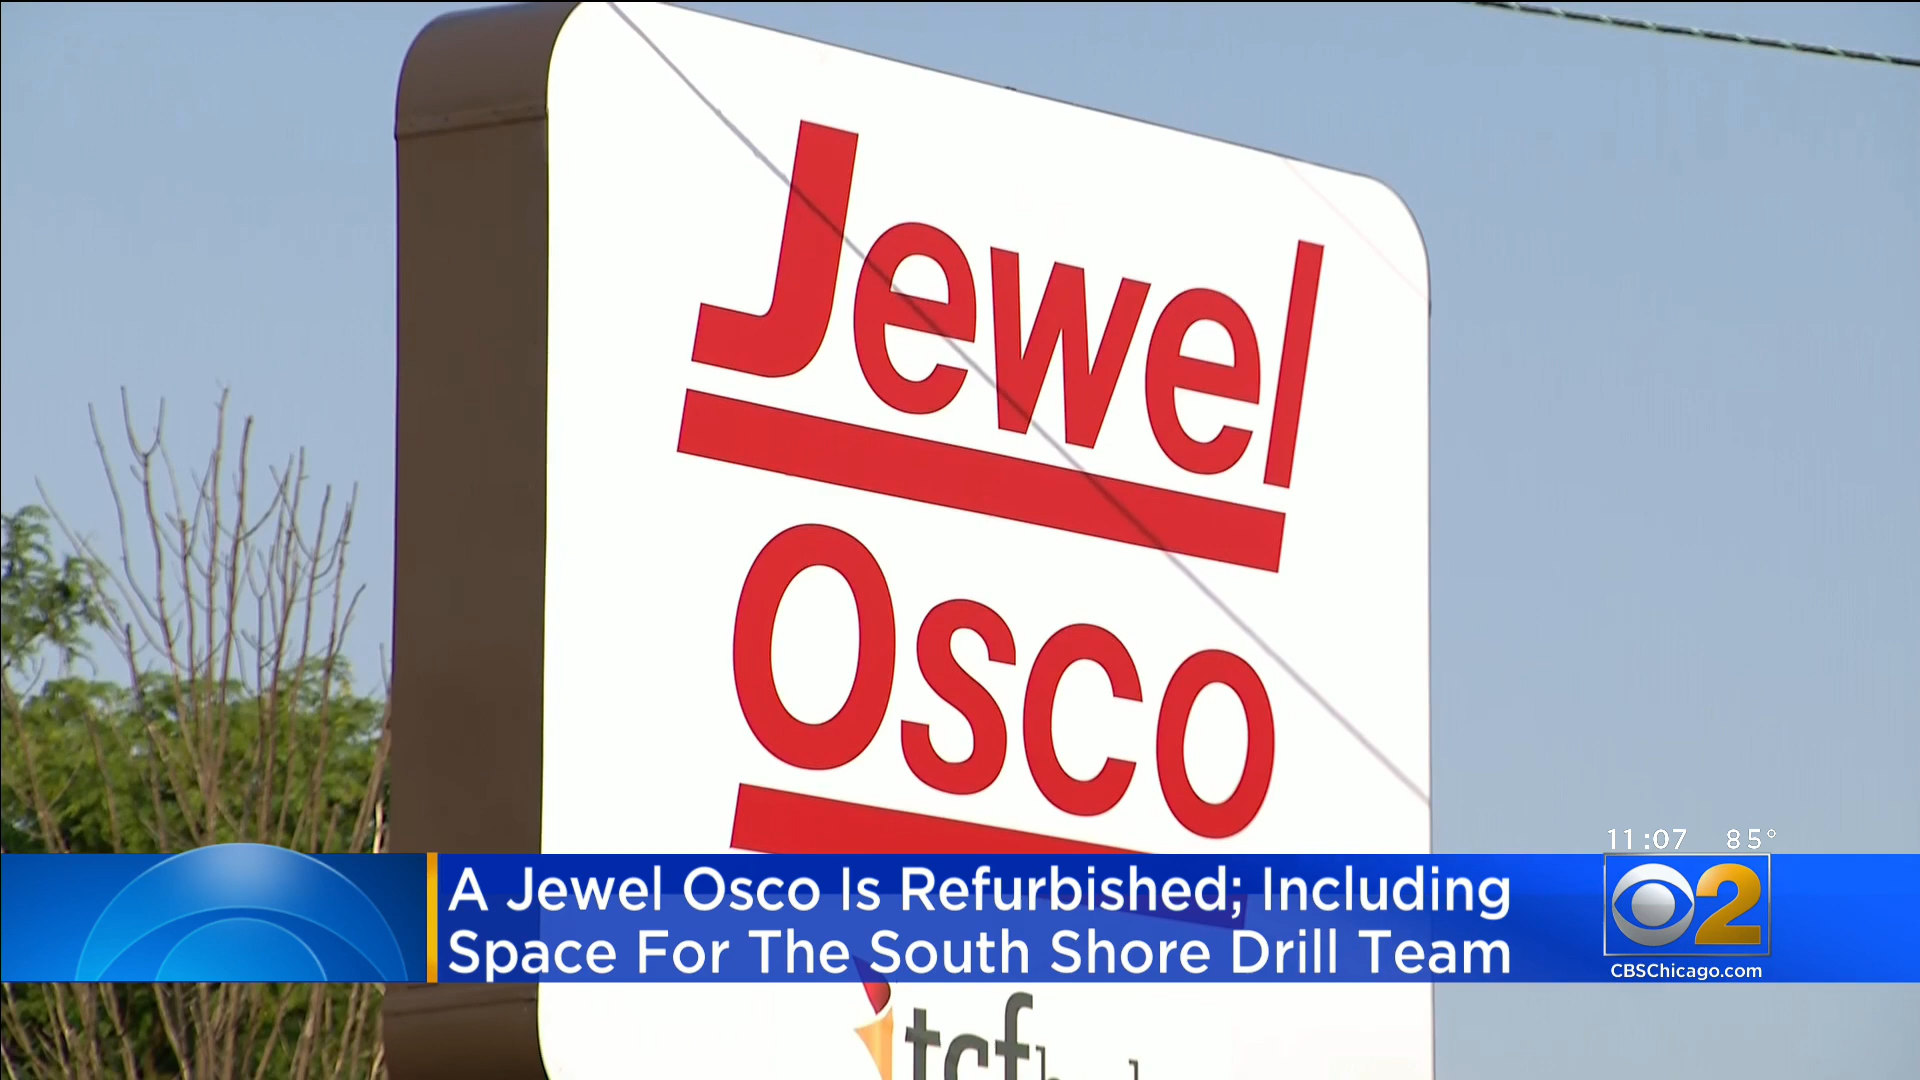 Jewel
Osco
11:07 85°
A Jewel Osco Is Refurbished; Including
Space For The South Shore Drill Team
2
CBSChicago.com
tcf